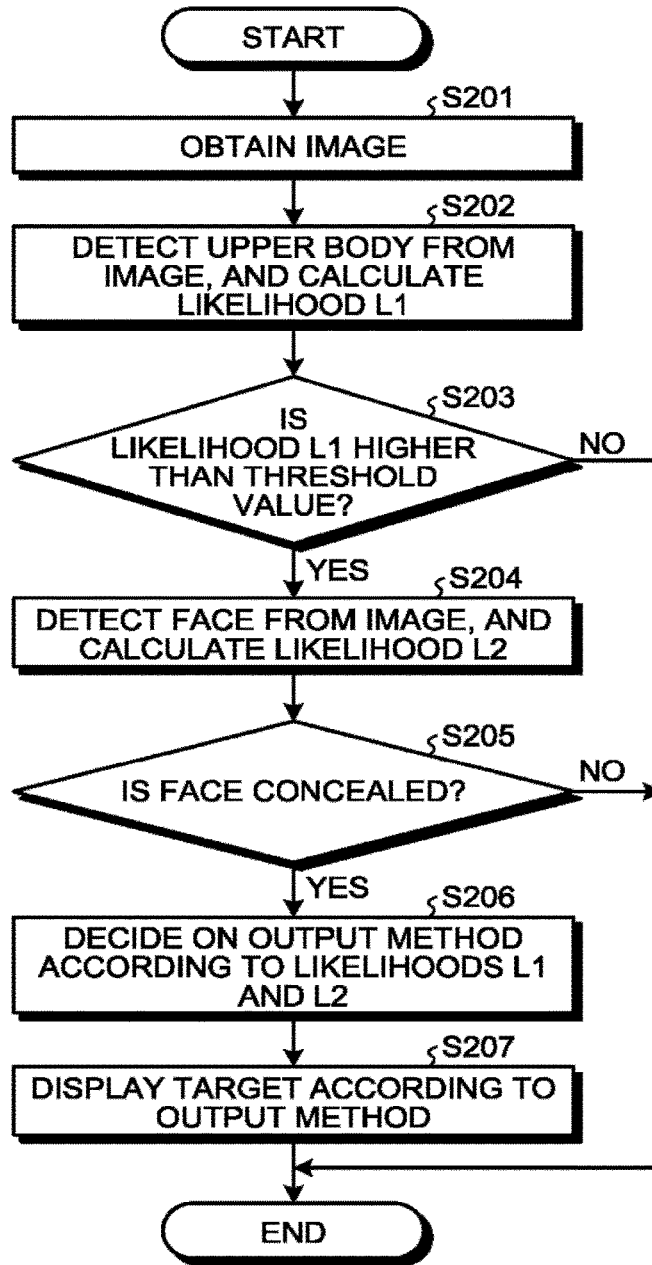 START
S201
OBTAIN IMAGE
S202
DETECT UPPER BODY FROM
IMAGE, AND CALCULATE
LIKELIHOOD L1
S203
IS
LIKELIHOOD L1 HIGHER
THAN THRESHOLD
VALUE?
NO
YES
S204
DETECT FACE FROM IMAGE, AND
CALCULATE LIKELIHOOD L2
S205
IS FACE CONCEALED?
NO
YES
S206
DECIDE ON OUTPUT METHOD
ACCORDING TO LIKELIHOODS L1
AND L2
S207
DISPLAY TARGET ACCORDING TO
OUTPUT METHOD
END